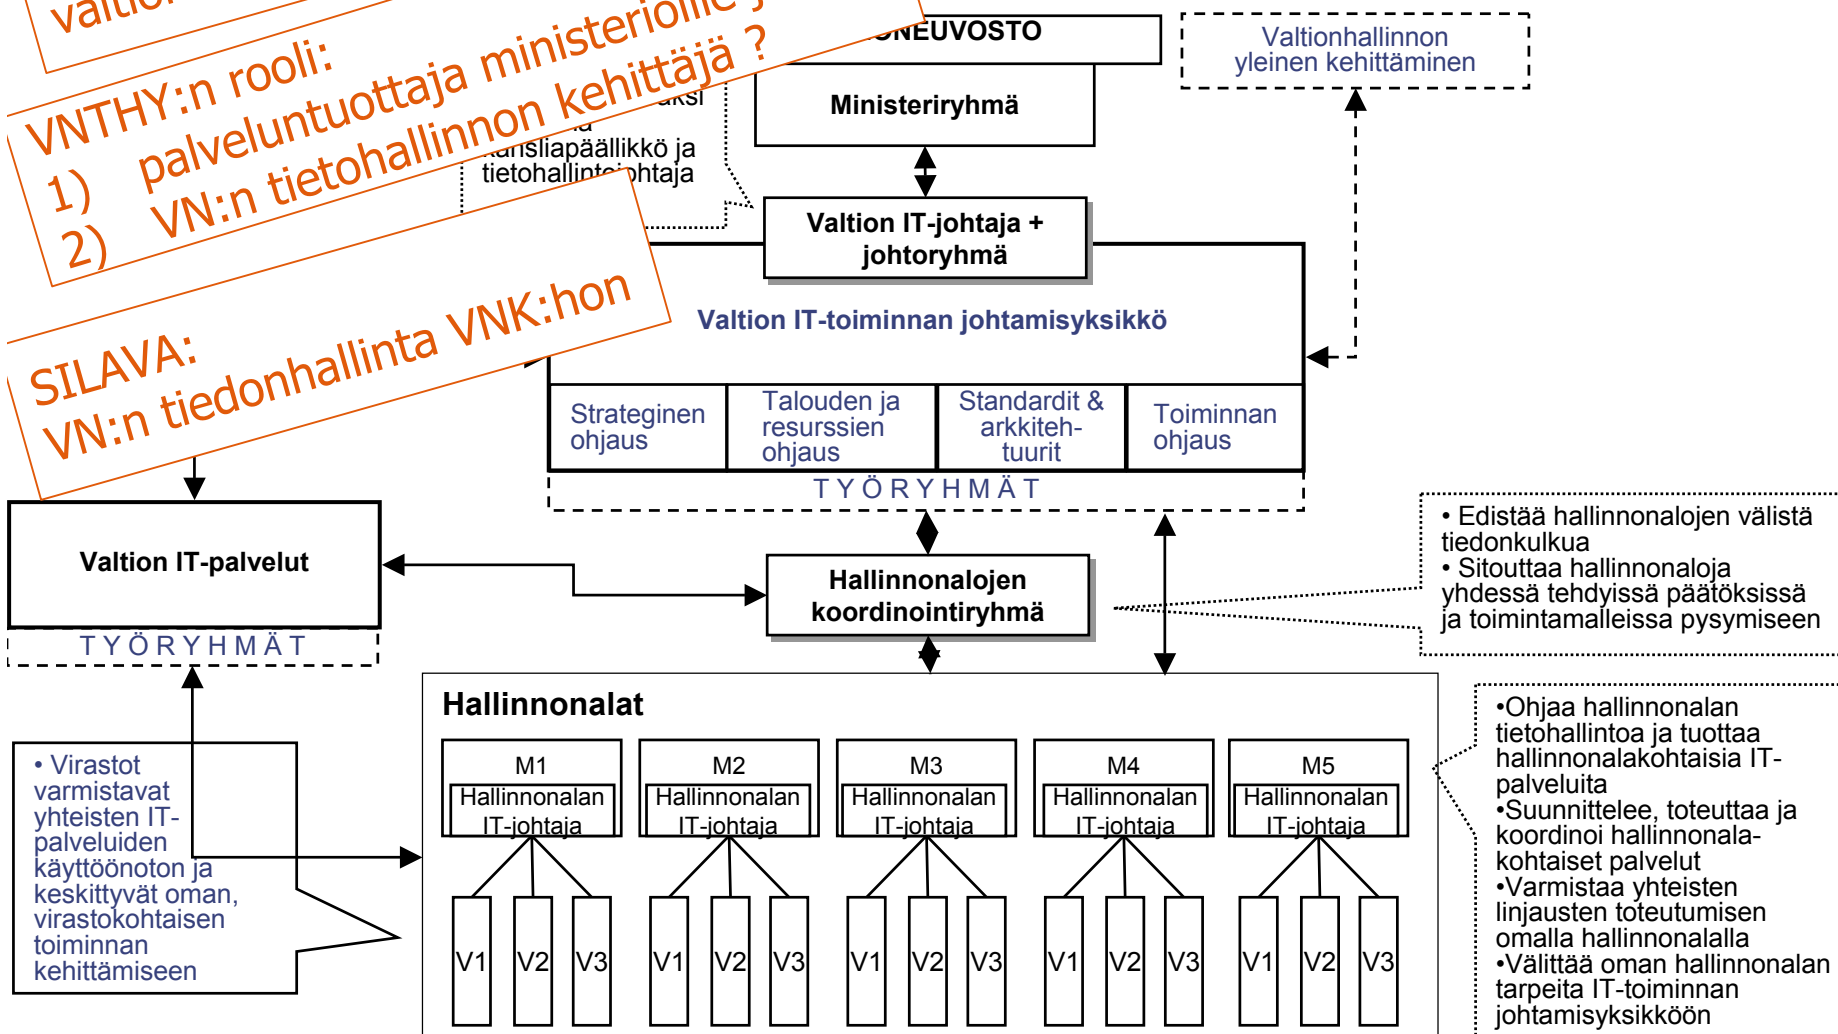 valtion
VNTHY:n rooli:
1) palveluntuottaja ministeriöille
2) VN:n tietohallinnon kehittäjä ?
SILAVA:
VN:n tiedonhallinta VNK:hon
kansliapäällikkö ja
tietohallintojohtaja
Ministeriryhmä
Valtionhallinnon
yleinen kehittäminen
Valtion IT-johtaja +
johtoryhmä
Valtion IT-toiminnan johtamisyksikkö
Strateginen
ohjaus
Talouden ja
resurssien
ohjaus
Standardit &
arkkiteh-
tuurit
Toiminnan
ohjaus
TYÖRYHMÄT
Valtion IT-palvelut
TYÖRYHMÄT
Hallinnonalojen
koordinointiryhmä
• Edistää hallinnonalojen välistä
tiedonkulkua
• Sitouttaa hallinnonaloja
yhdessä tehdyissä päätöksissä
ja toimintamalleissa pysymiseen
• Virastot
varmistavat
yhteisten IT-
palveluiden
käyttöönoton ja
keskittyvät oman,
virastokohtaisen
toiminnan
kehittämiseen
Hallinnonalat
M1
Hallinnonalan
IT-johtaja
V1 V2 V3
M2
Hallinnonalan
IT-johtaja
V1 V2 V3
M3
Hallinnonalan
IT-johtaja
V1 V2 V3
M4
Hallinnonalan
IT-johtaja
V1 V2 V3
M5
Hallinnonalan
IT-johtaja
V1 V2 V3
•Ohjaa hallinnonalan
tietohallintoa ja tuottaa
hallinnonalakohtaisia IT-
palveluita
•Suunnittelee, toteuttaa ja
koordinoi hallinnonala-
kohtaiset palvelut
•Varmistaa yhteisten
linjausten toteutumisen
omalla hallinnonalalla
•Välittää oman hallinnonalan
tarpeita IT-toiminnan
johtamisyksikköön